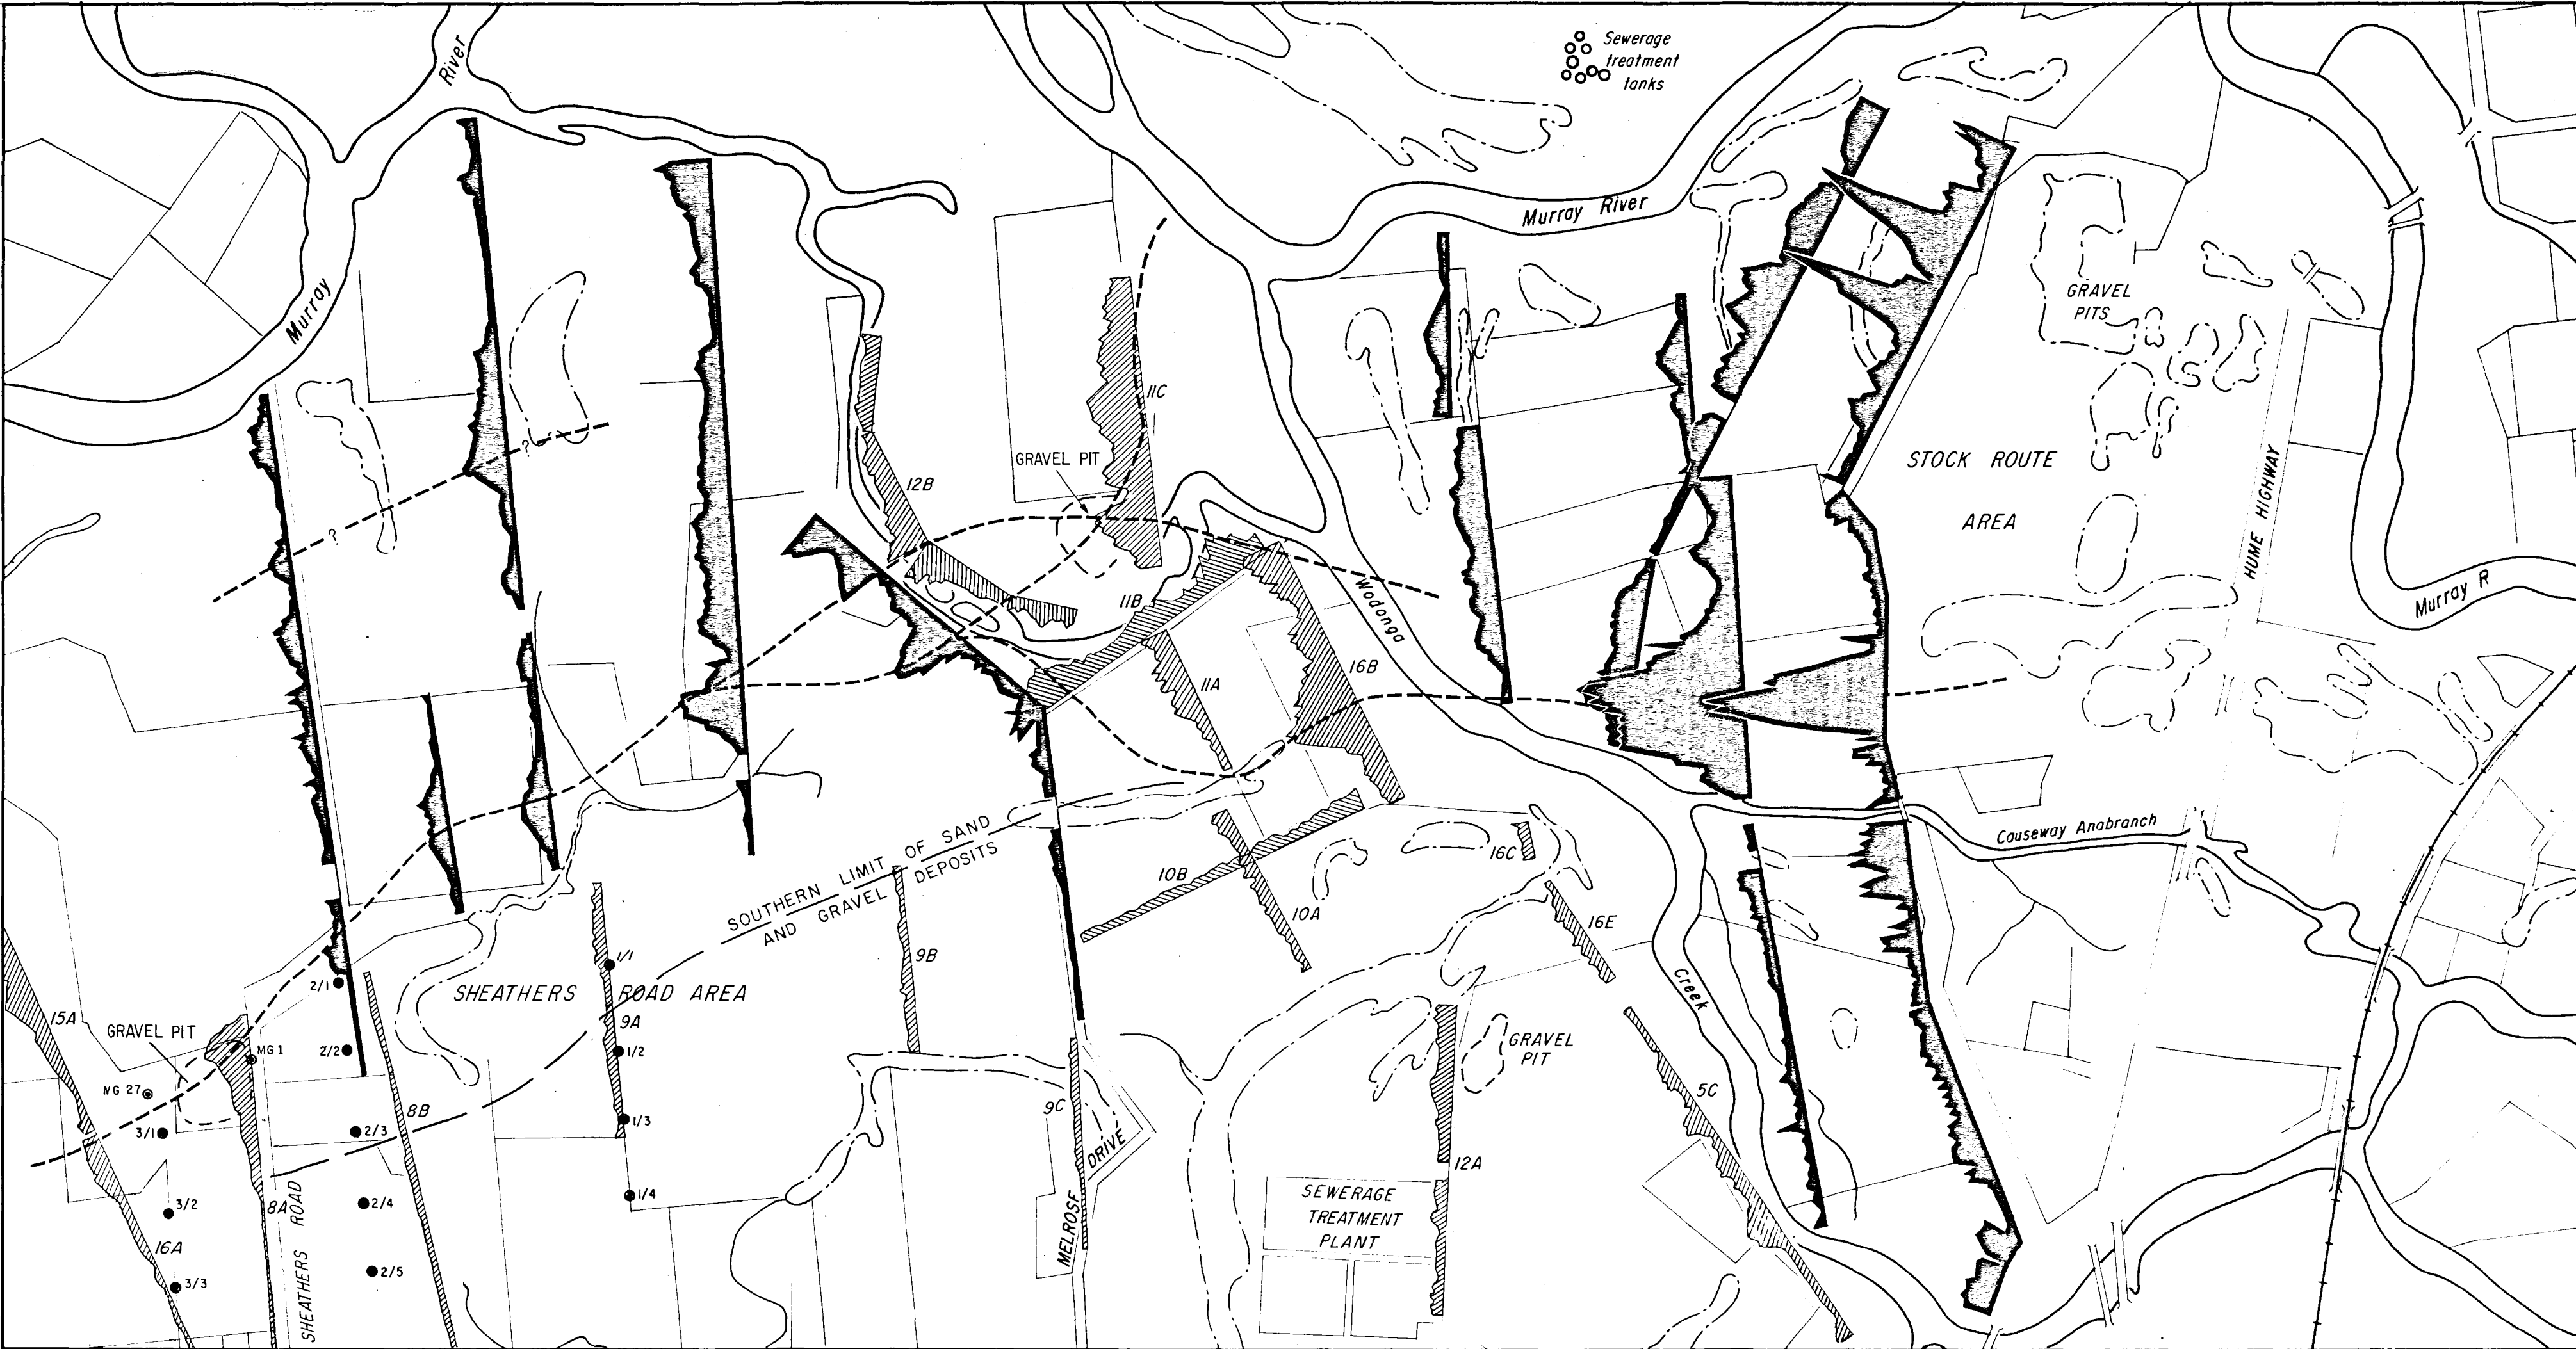 River
Sewerage
treatment
tanks
Murray River
Murray
GRAVEL
PITS
11C
GRAVEL PIT
12B
STOCK ROUTE
AREA
HUME HIGHWAY
?
?
Wodonga
11B
Murray R
16B
11A
SOUTHERN LIMIT OF SAND
AND GRAVEL DEPOSITS
Causeway Anabranch
16C
10B
10A
16E
9B
1/1
2/1
SHEATHERS ROAD AREA
Creek
15A
GRAVEL PIT
9A
MG 1
2/2
1/2
GRAVEL
PIT
MG 27
8B
9C
5C
3/1
2/3
1/3
DRIVE
12A
1/4
3/2
8A
2/4
SEWERAGE
TREATMENT
PLANT
16A
SHEATHERS ROAD
MELROSE
2/5
3/3